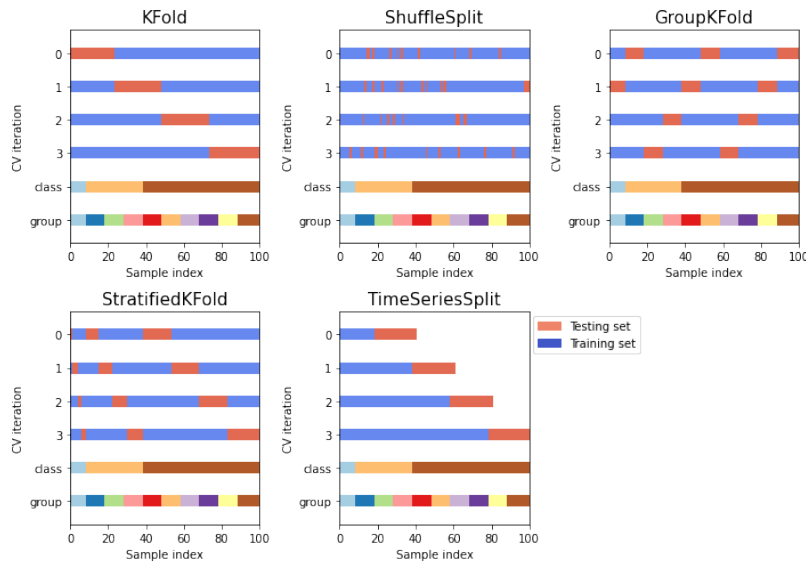 KFold
0
1
2
3
class
group
CV iteration
0 20 40 60 80 100
Sample index
ShuffleSplit
0
1
2
3
class
group
CV iteration
0 20 40 60 80 100
Sample index
GroupKFold
0
1
2
3
class
group
CV iteration
0 20 40 60 80 100
Sample index
StratifiedKFold
0
1
2
3
class
group
CV iteration
0 20 40 60 80 100
Sample index
TimeSeriesSplit
0
1
2
3
class
group
CV iteration
0 20 40 60 80 100
Sample index
Testing set
Training set